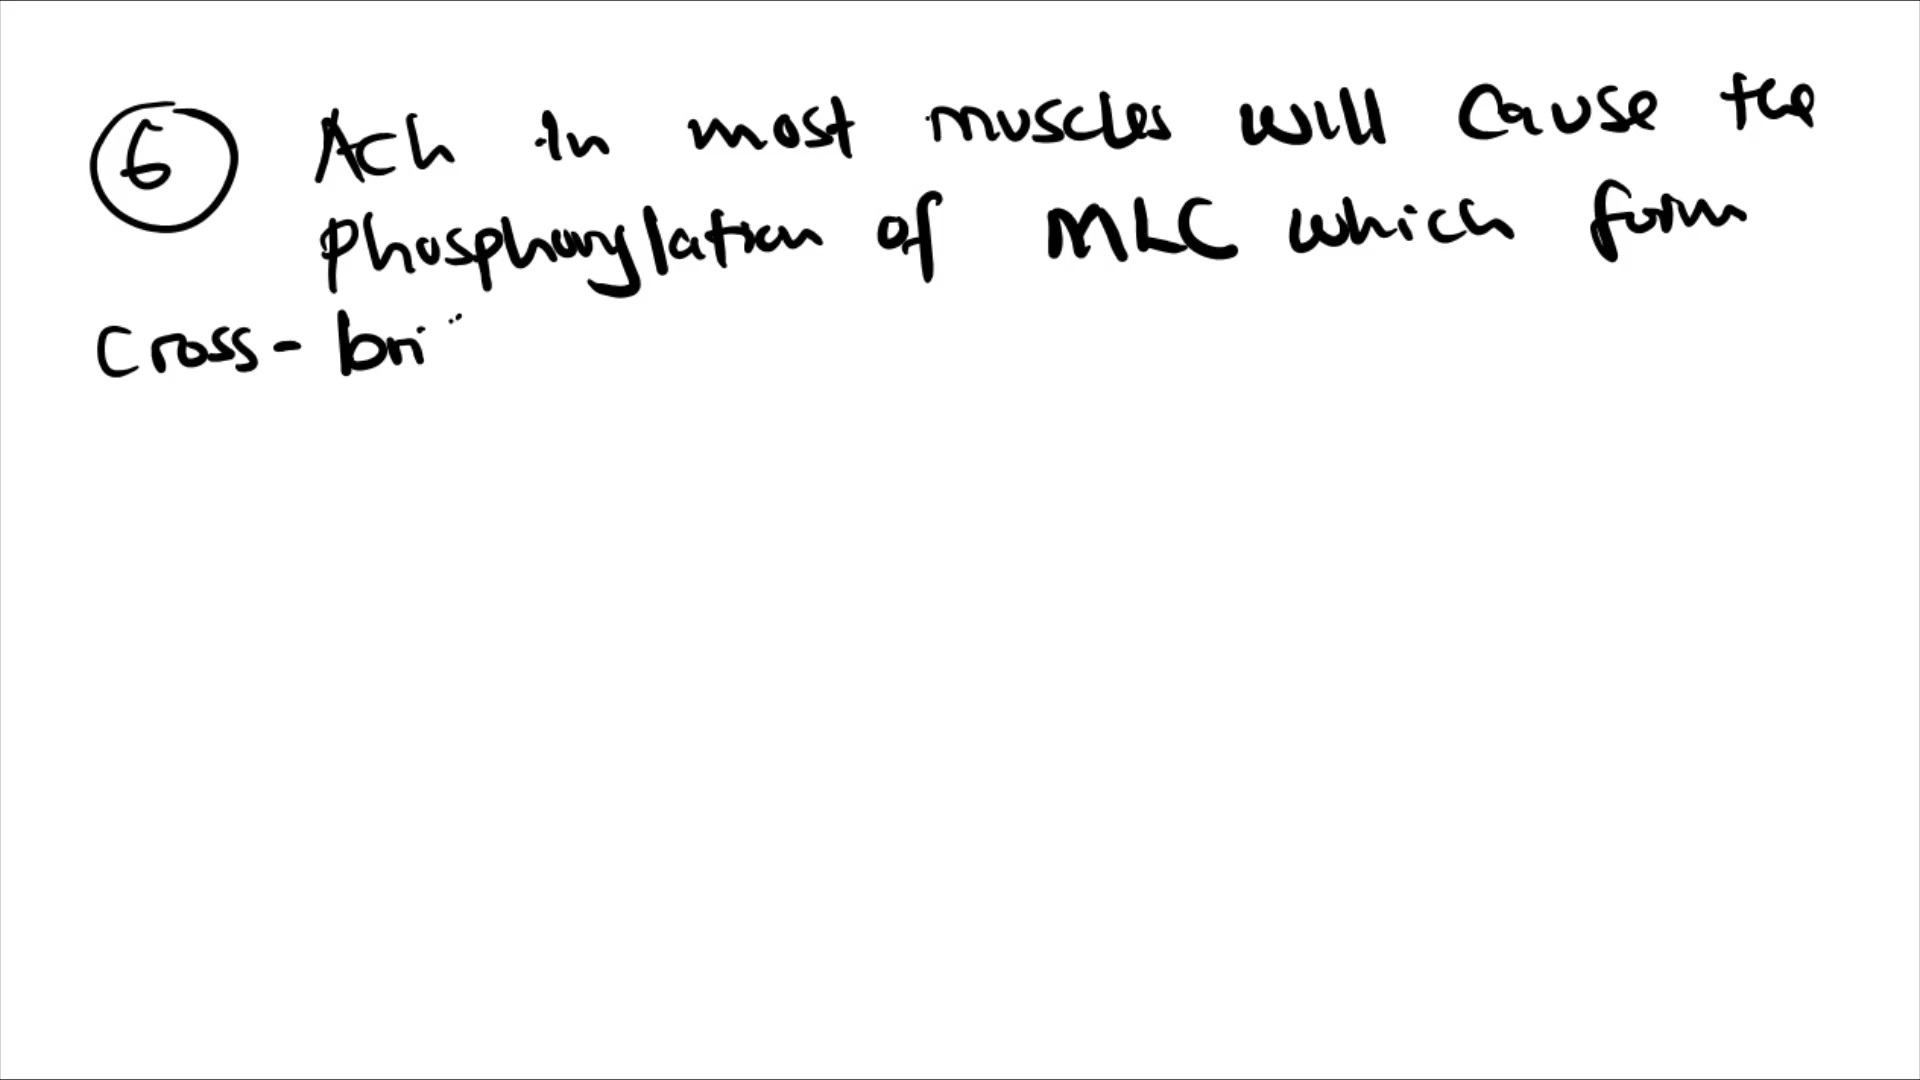 6 Ach in most muscles will cause the
phosphorylation of MLC which form
cross-bri